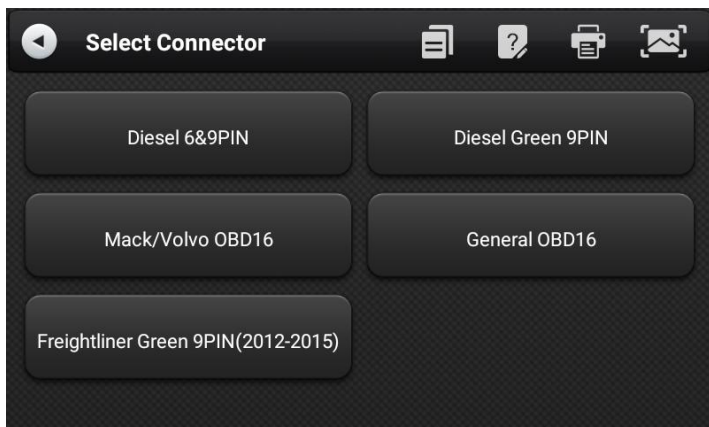 Select Connector
Diesel 6&9PIN
Diesel Green 9PIN
Mack/Volvo OBD16
General OBD16
Freightliner Green 9PIN(2012-2015)